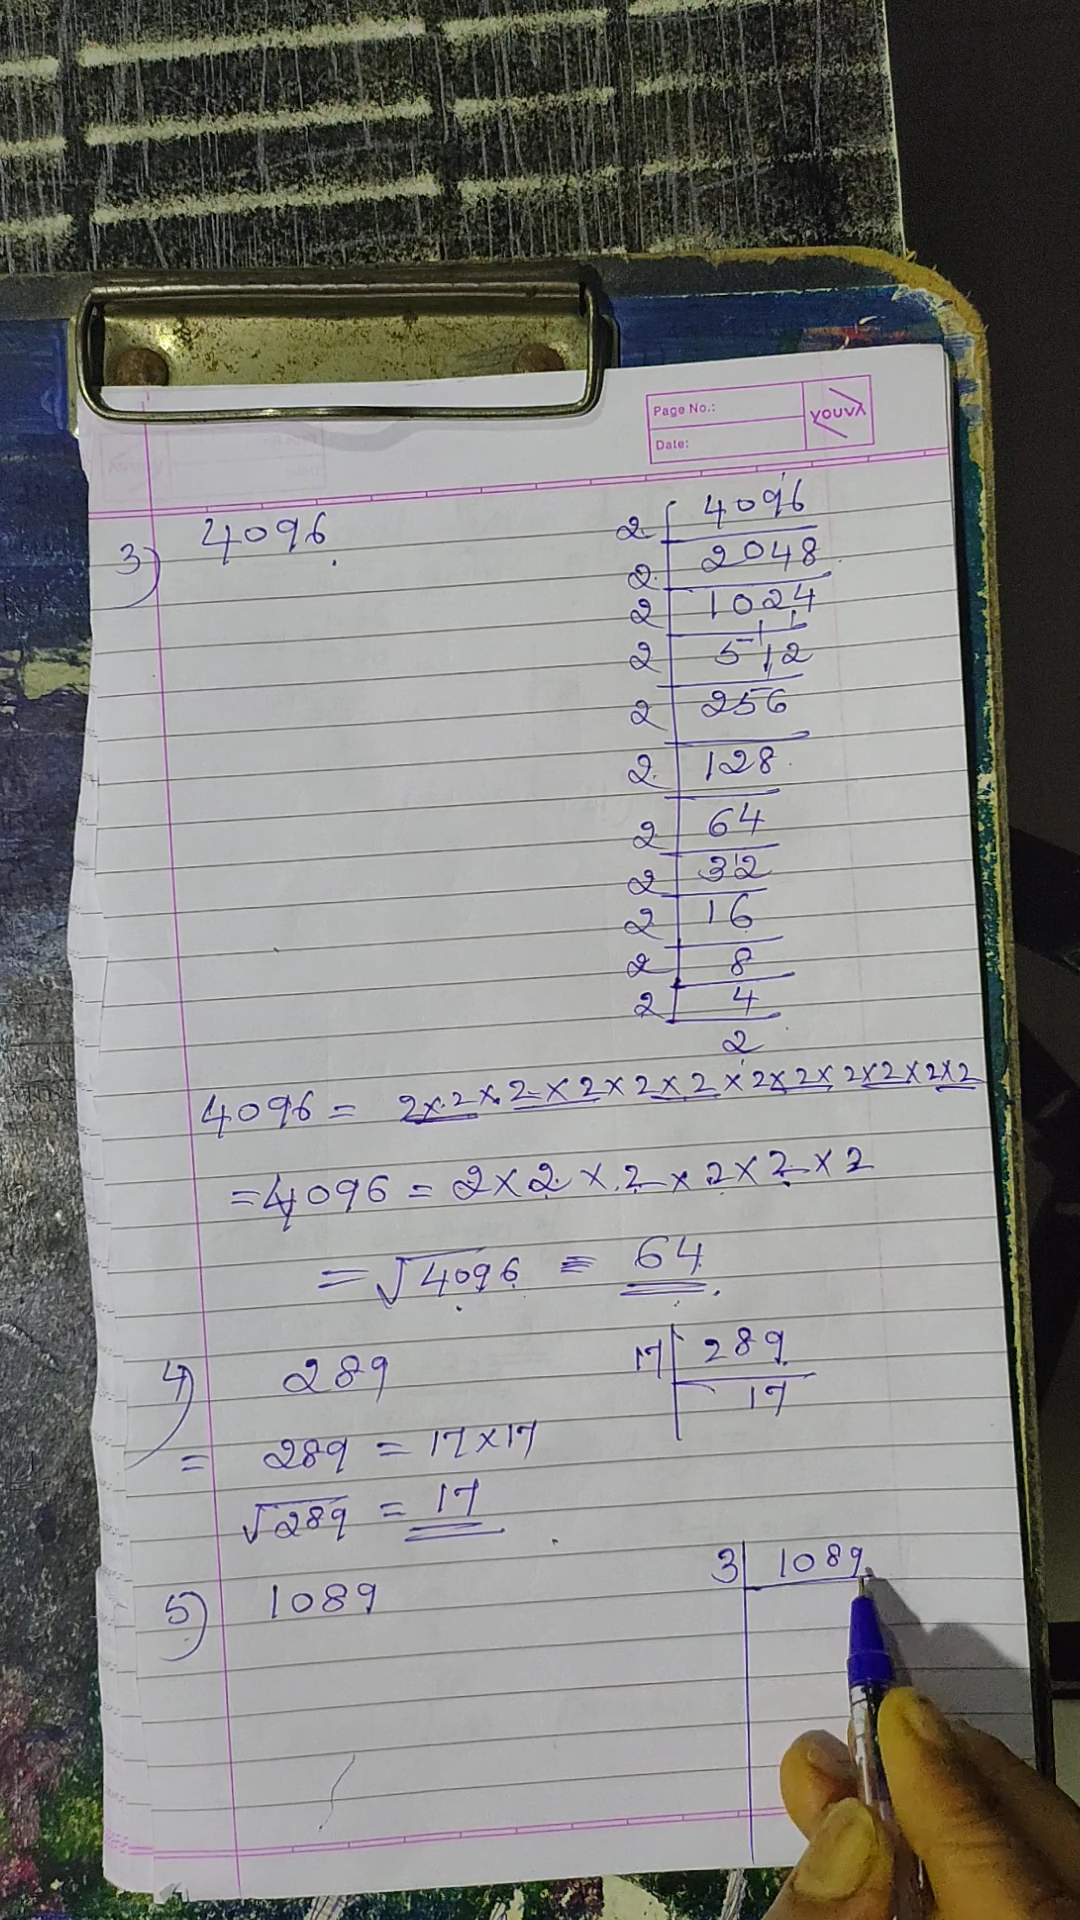 Page No.:
Date:
youva
3) 4096
2 4096
2 2048
2 1024
2 512
2 256
2 128
2 64
2 32
2 16
2 8
2 4
2
4096 = 2×2×2×2×2×2×2×2×2×2×2×2
=4096 = 2×2×2×2×2×2
= √4096 = 64
4) 289
17 289
17
= 289 = 17×17
√289 = 17
5) 1089
3 1089